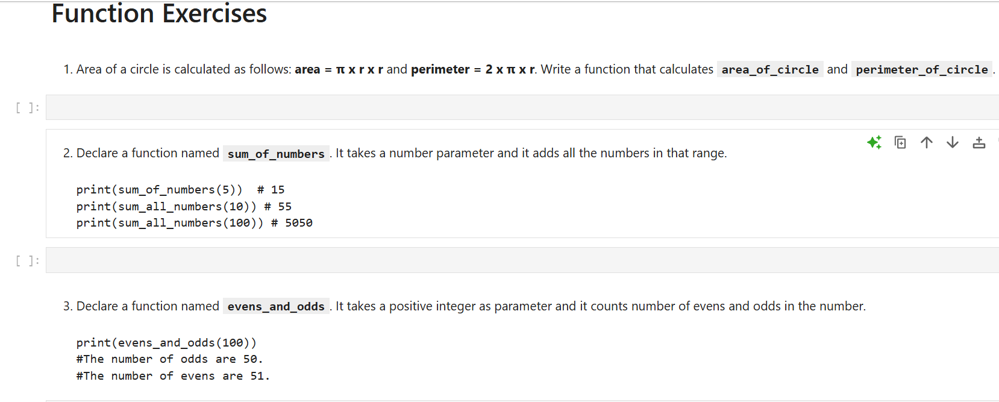 Function Exercises
1. Area of a circle is calculated as follows: area = π x r x r and perimeter = 2 x π x r. Write a function that calculates area_of_circle and perimeter_of_circle.
[ ]:
2. Declare a function named sum_of_numbers. It takes a number parameter and it adds all the numbers in that range.
print(sum_of_numbers(5))  # 15
print(sum_all_numbers(10)) # 55
print(sum_all_numbers(100)) # 5050
[ ]:
3. Declare a function named evens_and_odds. It takes a positive integer as parameter and it counts number of evens and odds in the number.
print(evens_and_odds(100))
#The number of odds are 50.
#The number of evens are 51.